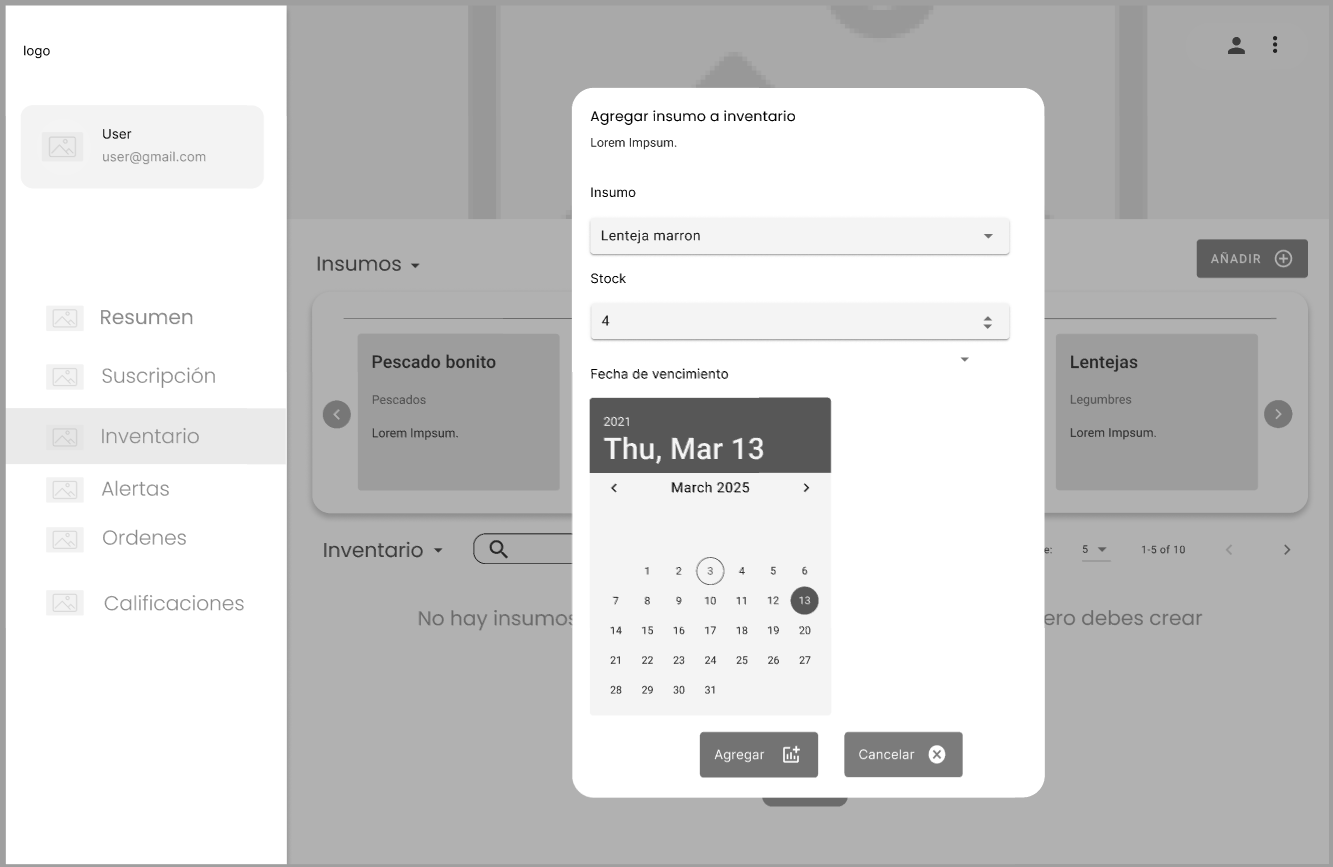 logo
User
user@gmail.com
Resumen
Suscripción
Inventario
Alertas
Ordenes
Calificaciones
Insumos
AÑADIR
Pescado bonito
Pescados
Lorem Impsum.
Lentejas
Legumbres
Lorem Impsum.
Inventario
5
1-5 of 10
No hay insumos
debes crear
Agregar insumo a inventario
Lorem Impsum.
Insumo
Lenteja marron
Stock
4
Fecha de vencimiento
2021
Thu, Mar 13
March 2025
1 2 3 4 5 6
7 8 9 10 11 12 13
14 15 16 17 18 19 20
21 22 23 24 25 26 27
28 29 30 31
Agregar
Cancelar